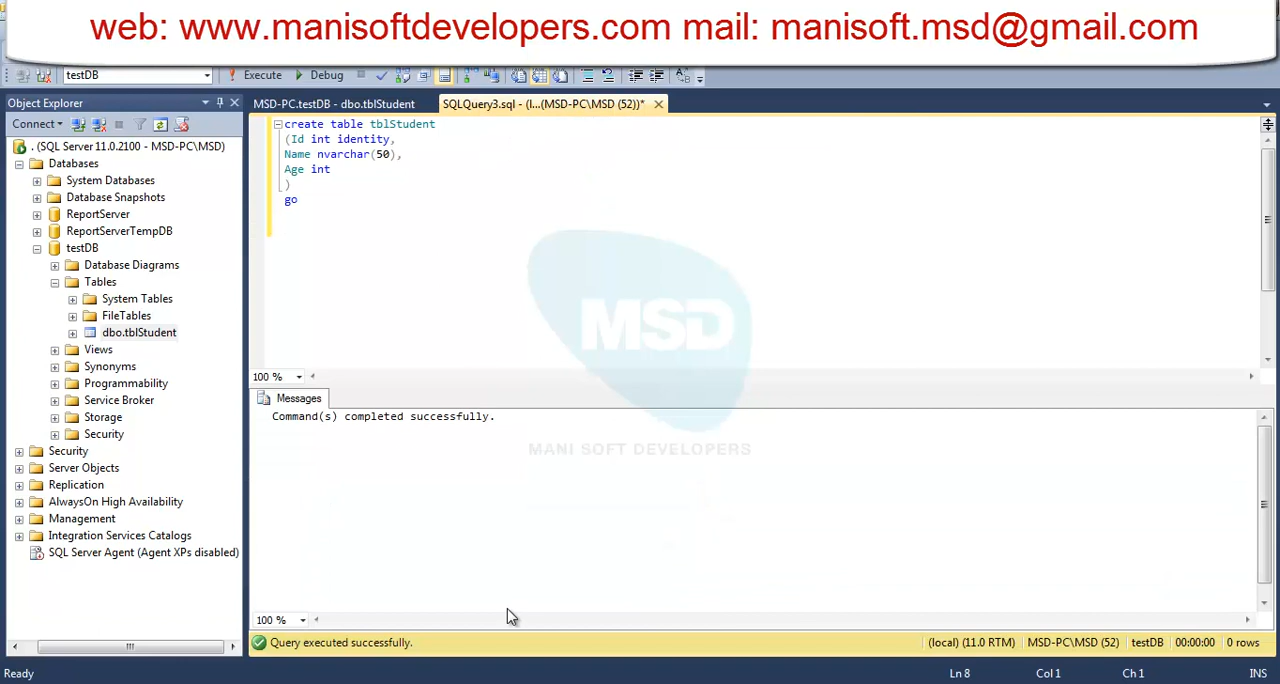 web: www.manisoftdevelopers.com mail: manisoft.msd@gmail.com
testDB
Execute
Debug
Object Explorer
MSD-PC.testDB - dbo.tblStudent
SQLQuery3.sql - (l...(MSD-PC\MSD (52))*
Connect
. (SQL Server 11.0.2100 - MSD-PC\MSD)
Databases
System Databases
Database Snapshots
ReportServer
ReportServerTempDB
testDB
Database Diagrams
Tables
System Tables
FileTables
dbo.tblStudent
Views
Synonyms
Programmability
Service Broker
Storage
Security
Security
Server Objects
Replication
AlwaysOn High Availability
Management
Integration Services Catalogs
SQL Server Agent (Agent XPs disabled)
create table tblStudent
(Id int identity,
Name nvarchar(50),
Age int
)
go
MSD
MANI SOFT DEVELOPERS
100 %
Messages
Command(s) completed successfully.
100 %
Query executed successfully.
(local) (11.0 RTM)
MSD-PC\MSD (52)
testDB
00:00:00
0 rows
Ready
Ln 8
Col 1
Ch 1
INS